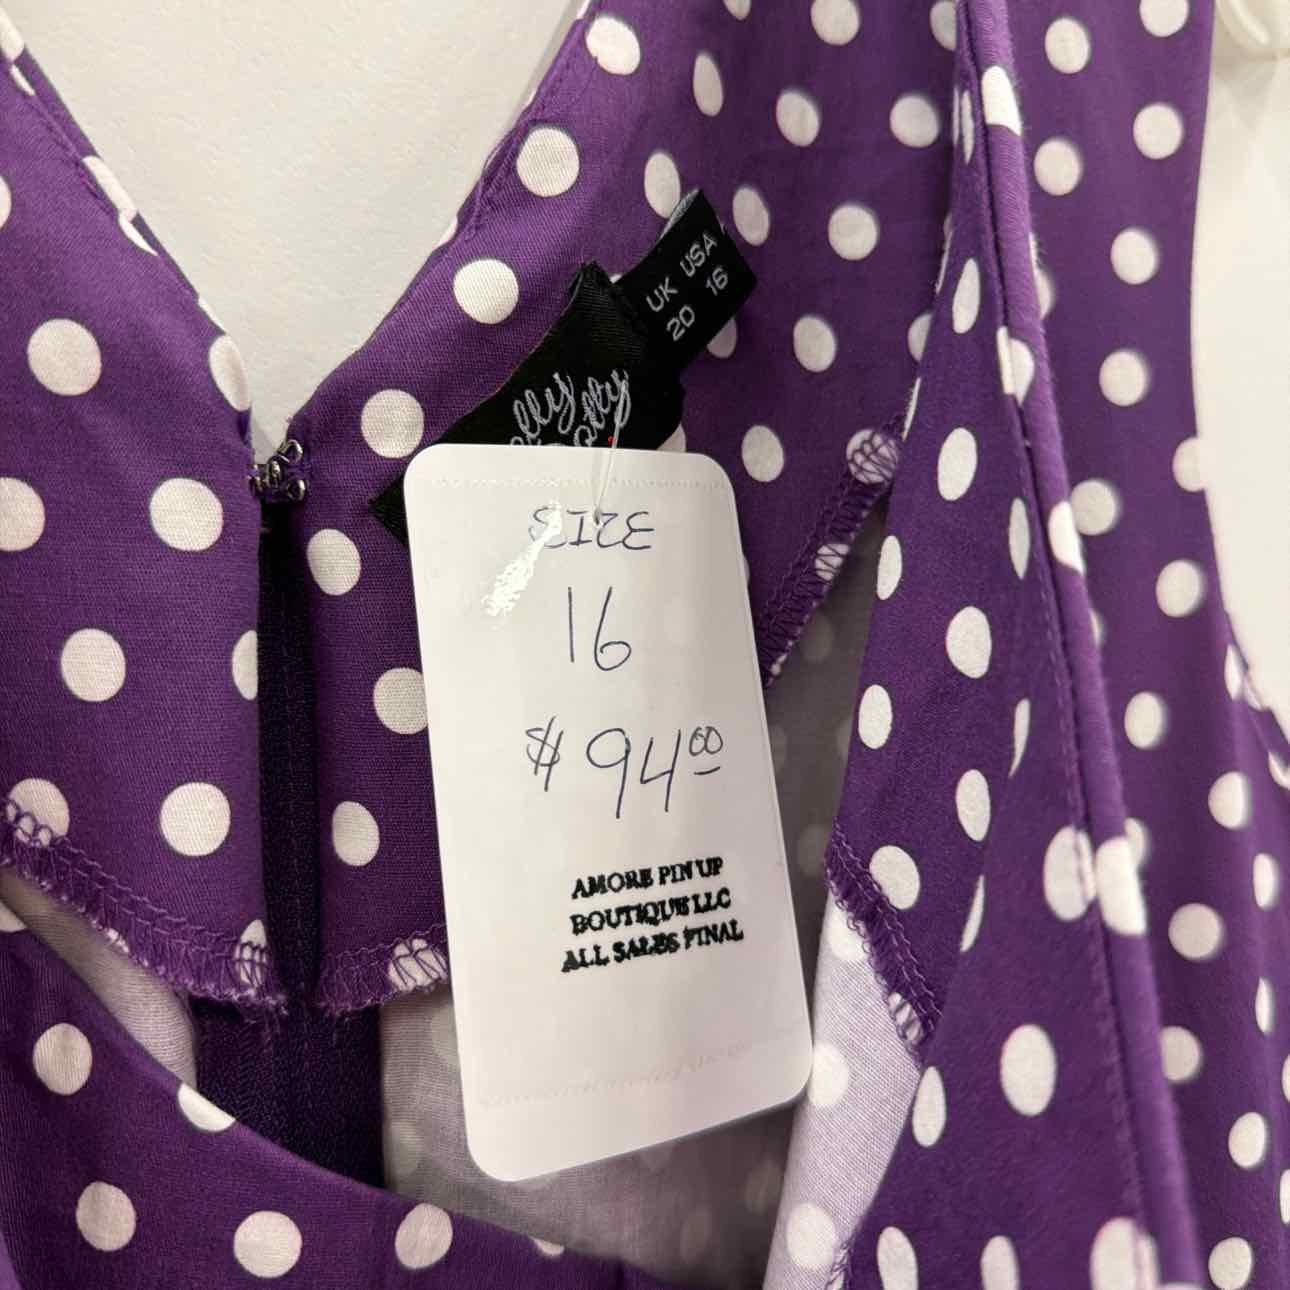 UK USA
20 16
SIZE
16
$94.00
AMORE PIN UP
BOUTIQUE LLC
ALL SALES FINAL